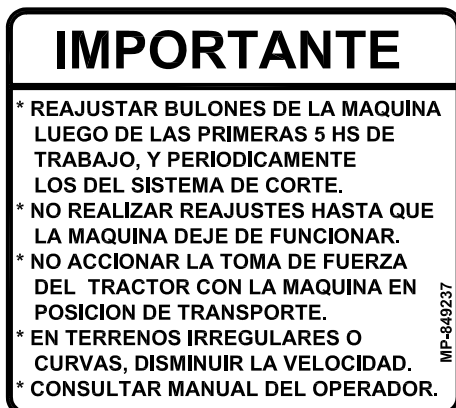 IMPORTANTE
* REAJUSTAR BULONES DE LA MAQUINA
LUEGO DE LAS PRIMERAS 5 HS DE
TRABAJO, Y PERIODICAMENTE
LOS DEL SISTEMA DE CORTE.
* NO REALIZAR REAJUSTES HASTA QUE
LA MAQUINA DEJE DE FUNCIONAR.
* NO ACCIONAR LA TOMA DE FUERZA
DEL TRACTOR CON LA MAQUINA EN
POSICION DE TRANSPORTE.
* EN TERRENOS IRREGULARES O
CURVAS, DISMINUIR LA VELOCIDAD.
* CONSULTAR MANUAL DEL OPERADOR.
MP-849237